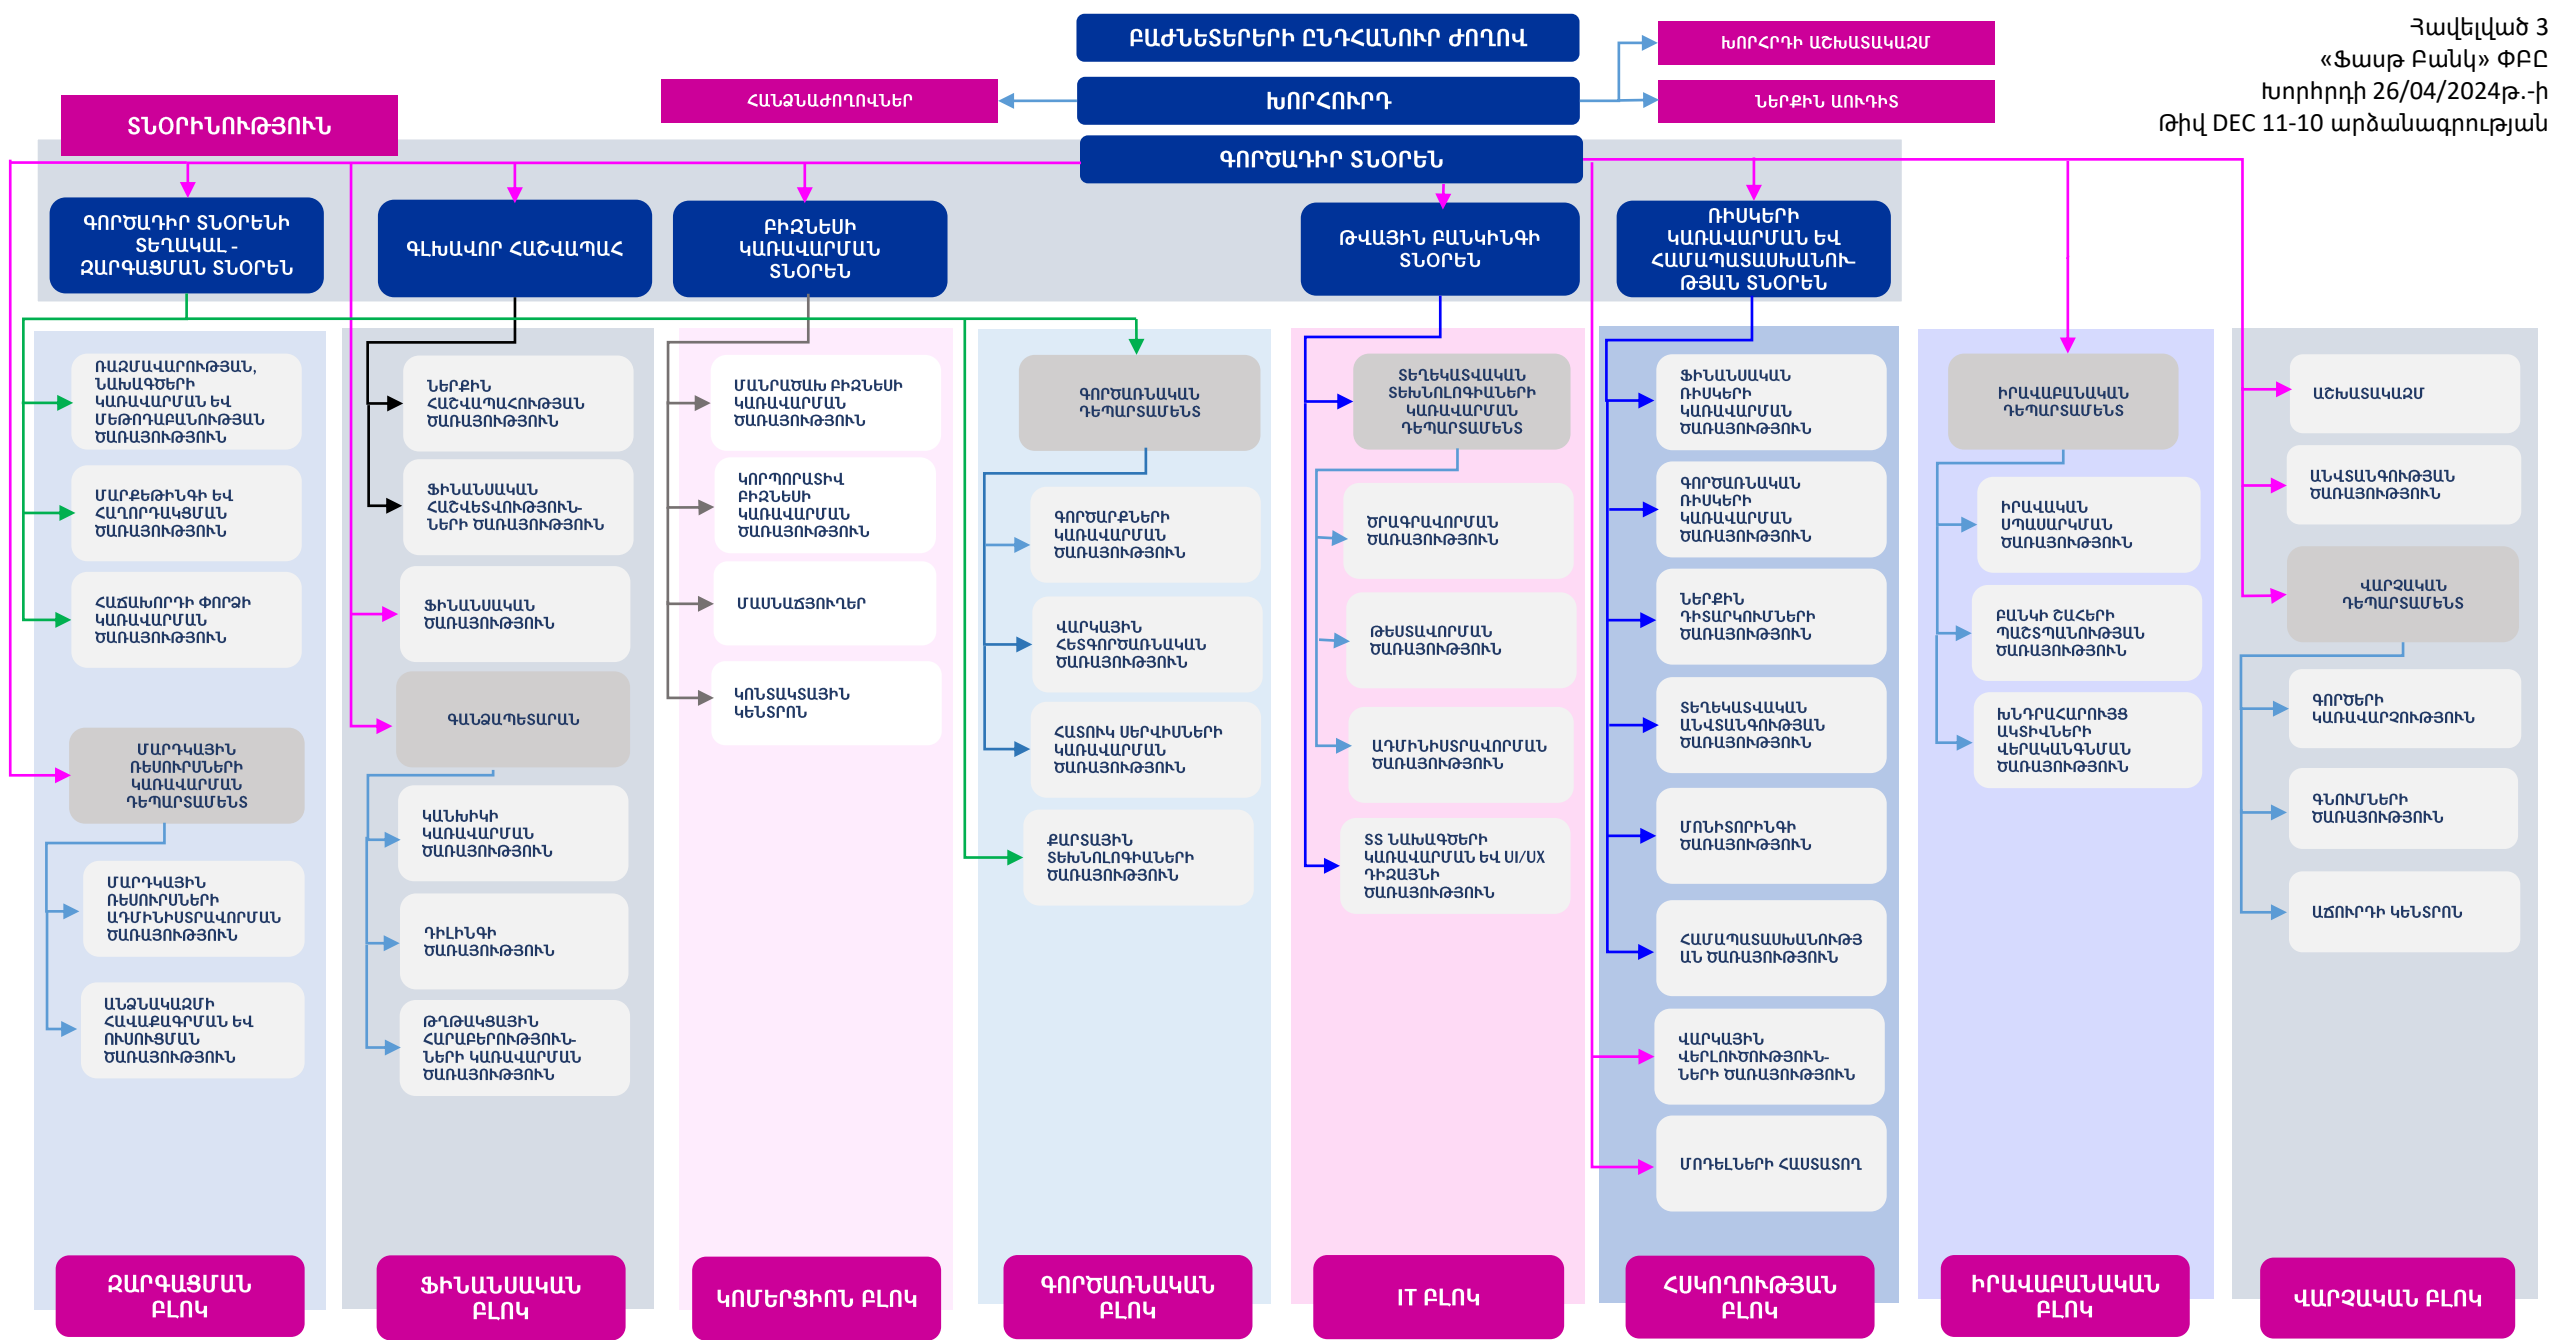 Հավելված 3
«Ֆասթ Բանկ» ՓԲԸ
Խորհրդի 26/04/2024թ.-ի
Թիվ DEC 11-10 արձանագրության
ԲԱԺՆԵՏԵՐԵՐԻ ԸՆԴՀԱՆՈՒՐ ԺՈՂՈՎ
ԽՈՐՀՐԴԻ ԱՇԽԱՏԱԿԱԶՄ
ՀԱՆՁՆԱԺՈՂՈՎՆԵՐ
ԽՈՐՀՈՒՐԴ
ՆԵՐՔԻՆ ԱՈՒԴԻՏ
ՏՆՕՐԻՆՈՒԹՅՈՒՆ
ԳՈՐԾԱԴԻՐ ՏՆՕՐԵՆ
ԳՈՐԾԱԴԻՐ ՏՆՕՐԵՆԻ
ՏԵՂԱԿԱԼ -
ԶԱՐԳԱՑՄԱՆ ՏՆՕՐԵՆ
ԳԼԽԱՎՈՐ ՀԱՇՎԱՊԱՀ
ԲԻԶՆԵՍԻ
ԿԱՌԱՎԱՐՄԱՆ
ՏՆՕՐԵՆ
ԹՎԱՅԻՆ ԲԱՆԿԻՆԳԻ
ՏՆՕՐԵՆ
ՌԻՍԿԵՐԻ
ԿԱՌԱՎԱՐՄԱՆ ԵՎ
ՀԱՄԱՊԱՏԱՍԽԱՆՈՒ-
ԹՅԱՆ ՏՆՕՐԵՆ
ՌԱԶՄԱՎԱՐՈՒԹՅԱՆ,
ՆԱԽԱԳԾԵՐԻ
ԿԱՌԱՎԱՐՄԱՆ ԵՎ
ՄԵԹՈԴԱԲԱՆՈՒԹՅԱՆ
ԾԱՌԱՅՈՒԹՅՈՒՆ
ՄԱՐՔԵԹԻՆԳԻ ԵՎ
ՀԱՂՈՐԴԱԿՑՄԱՆ
ԾԱՌԱՅՈՒԹՅՈՒՆ
ՀԱՃԱԽՈՐԴԻ ՓՈՐՁԻ
ԿԱՌԱՎԱՐՄԱՆ
ԾԱՌԱՅՈՒԹՅՈՒՆ
ՄԱՐԴԿԱՅԻՆ
ՌԵՍՈՒՐՍՆԵՐԻ
ԿԱՌԱՎԱՐՄԱՆ
ԴԵՊԱՐՏԱՄԵՆՏ
ՄԱՐԴԿԱՅԻՆ
ՌԵՍՈՒՐՍՆԵՐԻ
ԱԴՄԻՆԻՍՏՐԱՎՈՐՄԱՆ
ԾԱՌԱՅՈՒԹՅՈՒՆ
ԱՆՁՆԱԿԱԶՄԻ
ՀԱՎԱՔԱԳՐՄԱՆ ԵՎ
ՈՒՍՈՒՑՄԱՆ
ԾԱՌԱՅՈՒԹՅՈՒՆ
ԶԱՐԳԱՑՄԱՆ
ԲԼՈԿ
ՆԵՐՔԻՆ
ՀԱՇՎԱՊԱՀՈՒԹՅԱՆ
ԾԱՌԱՅՈՒԹՅՈՒՆ
ՖԻՆԱՆՍԱԿԱՆ
ՀԱՇՎԵՏՎՈՒԹՅՈՒՆ-
ՆԵՐԻ ԾԱՌԱՅՈՒԹՅՈՒՆ
ՖԻՆԱՆՍԱԿԱՆ
ԾԱՌԱՅՈՒԹՅՈՒՆ
ԳԱՆՁԱՊԵՏԱՐԱՆ
ԿԱՆԽԻԿԻ
ԿԱՌԱՎԱՐՄԱՆ
ԾԱՌԱՅՈՒԹՅՈՒՆ
ԴԻԼԻՆԳԻ
ԾԱՌԱՅՈՒԹՅՈՒՆ
ԹՂԹԱԿՑԱՅԻՆ
ՀԱՐԱԲԵՐՈՒԹՅՈՒՆ-
ՆԵՐԻ ԿԱՌԱՎԱՐՄԱՆ
ԾԱՌԱՅՈՒԹՅՈՒՆ
ՖԻՆԱՆՍԱԿԱՆ
ԲԼՈԿ
ՄԱՆՐԱԾԱԽ ԲԻԶՆԵՍԻ
ԿԱՌԱՎԱՐՄԱՆ
ԾԱՌԱՅՈՒԹՅՈՒՆ
ԿՈՐՊՈՐԱՏԻՎ
ԲԻԶՆԵՍԻ
ԿԱՌԱՎԱՐՄԱՆ
ԾԱՌԱՅՈՒԹՅՈՒՆ
ՄԱՍՆԱՃՅՈՒՂԵՐ
ԿՈՆՏԱԿՏԱՅԻՆ
ԿԵՆՏՐՈՆ
ԿՈՄԵՐՑԻՈՆ ԲԼՈԿ
ԳՈՐԾԱՌՆԱԿԱՆ
ԴԵՊԱՐՏԱՄԵՆՏ
ԳՈՐԾԱՐՔՆԵՐԻ
ԿԱՌԱՎԱՐՄԱՆ
ԾԱՌԱՅՈՒԹՅՈՒՆ
ՎԱՐԿԱՅԻՆ
ՀԵՏԳՈՐԾԱՌՆԱԿԱՆ
ԾԱՌԱՅՈՒԹՅՈՒՆ
ՀԱՏՈՒԿ ՍԵՐՎԻՍՆԵՐԻ
ԿԱՌԱՎԱՐՄԱՆ
ԾԱՌԱՅՈՒԹՅՈՒՆ
ՔԱՐՏԱՅԻՆ
ՏԵԽՆՈԼՈԳԻԱՆԵՐԻ
ԾԱՌԱՅՈՒԹՅՈՒՆ
ԳՈՐԾԱՌՆԱԿԱՆ
ԲԼՈԿ
ՏԵՂԵԿԱՏՎԱԿԱՆ
ՏԵԽՆՈԼՈԳԻԱՆԵՐԻ
ԿԱՌԱՎԱՐՄԱՆ
ԴԵՊԱՐՏԱՄԵՆՏ
ԾՐԱԳՐԱՎՈՐՄԱՆ
ԾԱՌԱՅՈՒԹՅՈՒՆ
ԹԵՍՏԱՎՈՐՄԱՆ
ԾԱՌԱՅՈՒԹՅՈՒՆ
ԱԴՄԻՆԻՍՏՐԱՎՈՐՄԱՆ
ԾԱՌԱՅՈՒԹՅՈՒՆ
ՏՏ ՆԱԽԱԳԾԵՐԻ
ԿԱՌԱՎԱՐՄԱՆ ԵՎ UI/UX
ԴԻԶԱՅՆԻ
ԾԱՌԱՅՈՒԹՅՈՒՆ
IT ԲԼՈԿ
ՖԻՆԱՆՍԱԿԱՆ
ՌԻՍԿԵՐԻ
ԿԱՌԱՎԱՐՄԱՆ
ԾԱՌԱՅՈՒԹՅՈՒՆ
ԳՈՐԾԱՌՆԱԿԱՆ
ՌԻՍԿԵՐԻ
ԿԱՌԱՎԱՐՄԱՆ
ԾԱՌԱՅՈՒԹՅՈՒՆ
ՆԵՐՔԻՆ
ԴԻՏԱՐԿՈՒՄՆԵՐԻ
ԾԱՌԱՅՈՒԹՅՈՒՆ
ՏԵՂԵԿԱՏՎԱԿԱՆ
ԱՆՎՏԱՆԳՈՒԹՅԱՆ
ԾԱՌԱՅՈՒԹՅՈՒՆ
ՄՈՆԻՏՈՐԻՆԳԻ
ԾԱՌԱՅՈՒԹՅՈՒՆ
ՀԱՄԱՊԱՏԱՍԽԱՆՈՒԹՅ
ԱՆ ԾԱՌԱՅՈՒԹՅՈՒՆ
ՎԱՐԿԱՅԻՆ
ՎԵՐԼՈՒԾՈՒԹՅՈՒՆ-
ՆԵՐԻ ԾԱՌԱՅՈՒԹՅՈՒՆ
ՄՈԴԵԼՆԵՐԻ ՀԱՍՏԱՏՈՂ
ՀՍԿՈՂՈՒԹՅԱՆ
ԲԼՈԿ
ԻՐԱՎԱԲԱՆԱԿԱՆ
ԴԵՊԱՐՏԱՄԵՆՏ
ԻՐԱՎԱԿԱՆ
ՍՊԱՍԱՐԿՄԱՆ
ԾԱՌԱՅՈՒԹՅՈՒՆ
ԲԱՆԿԻ ՇԱՀԵՐԻ
ՊԱՇՏՊԱՆՈՒԹՅԱՆ
ԾԱՌԱՅՈՒԹՅՈՒՆ
ԽՆԴՐԱՀԱՐՈՒՅՑ
ԱԿՏԻՎՆԵՐԻ
ՎԵՐԱԿԱՆԳՆՄԱՆ
ԾԱՌԱՅՈՒԹՅՈՒՆ
ԻՐԱՎԱԲԱՆԱԿԱՆ
ԲԼՈԿ
ԱՇԽԱՏԱԿԱԶՄ
ԱՆՎՏԱՆԳՈՒԹՅԱՆ
ԾԱՌԱՅՈՒԹՅՈՒՆ
ՎԱՐՉԱԿԱՆ
ԴԵՊԱՐՏԱՄԵՆՏ
ԳՈՐԾԵՐԻ
ԿԱՌԱՎԱՐՉՈՒԹՅՈՒՆ
ԳՆՈՒՄՆԵՐԻ
ԾԱՌԱՅՈՒԹՅՈՒՆ
ԱՃՈՒՐԴԻ ԿԵՆՏՐՈՆ
ՎԱՐՉԱԿԱՆ ԲԼՈԿ